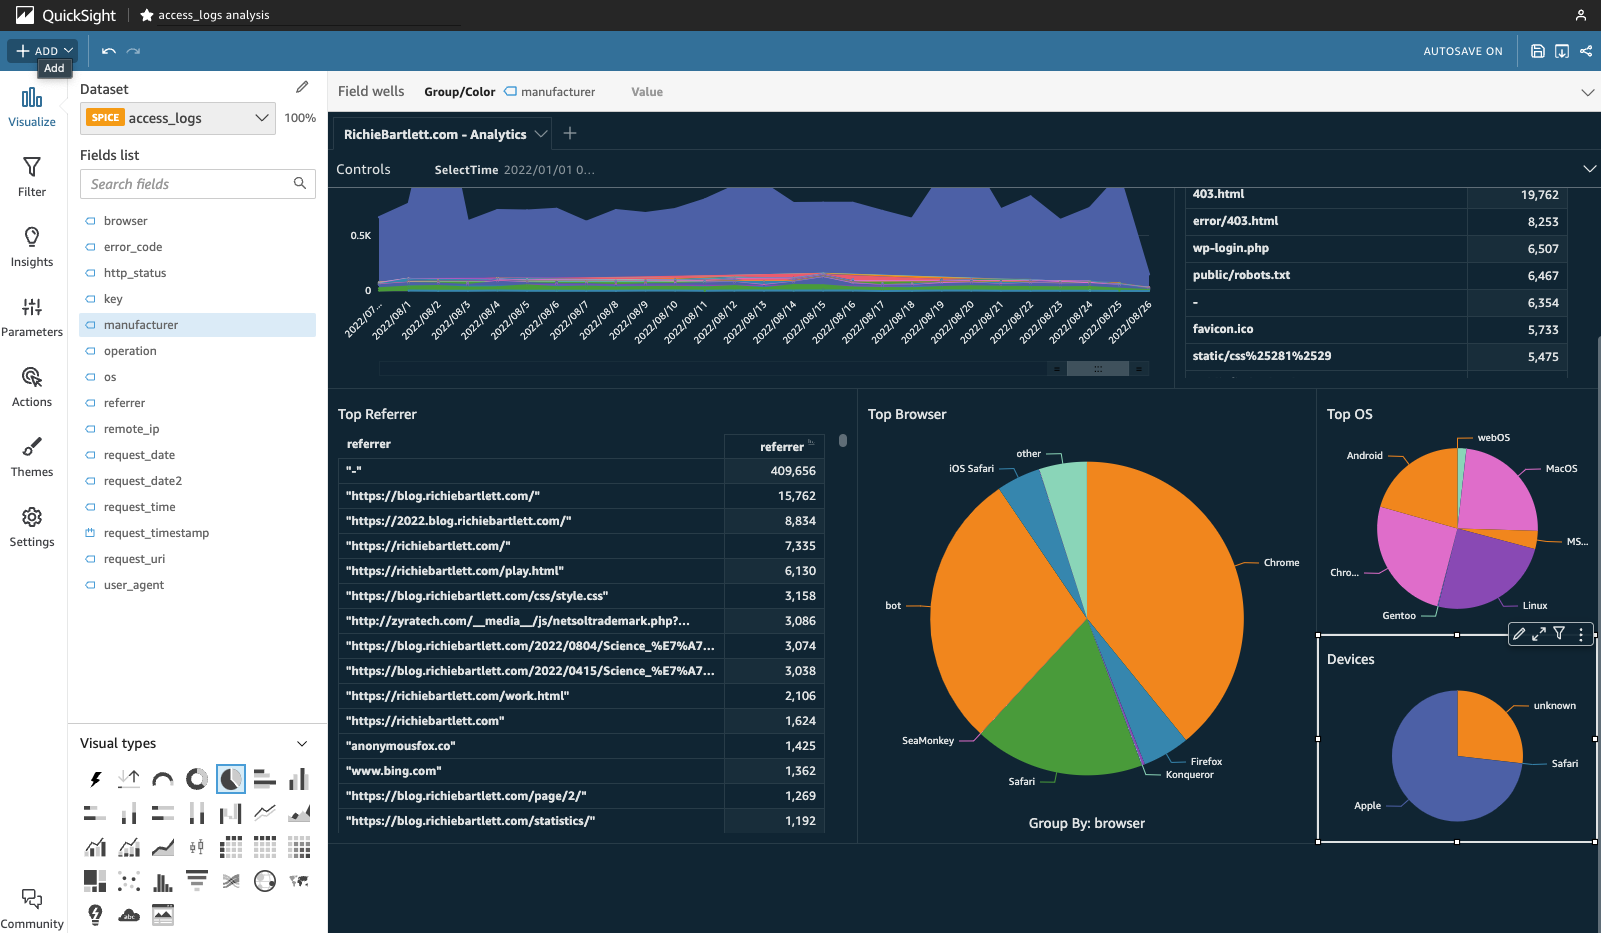 QuickSight
access_logs analysis
ADD
AUTOSAVE ON
Add
Visualize
Filter
Insights
Parameters
Actions
Themes
Settings
Community
Dataset
SPICE access_logs
100%
Fields list
Search fields
browser
error_code
http_status
key
manufacturer
operation
os
referrer
remote_ip
request_date
request_date2
request_time
request_timestamp
request_uri
user_agent
Visual types
abc
Field wells Group/Color manufacturer Value
RichieBartlett.com - Analytics
Controls SelectTime 2022/01/01 0...
0.5K
0
2022/07...
2022/08/1
2022/08/2
2022/08/3
2022/08/4
2022/08/5
2022/08/6
2022/08/7
2022/08/8
2022/08/9
2022/08/10
2022/08/11
2022/08/12
2022/08/13
2022/08/14
2022/08/15
2022/08/16
2022/08/17
2022/08/18
2022/08/19
2022/08/20
2022/08/21
2022/08/22
2022/08/23
2022/08/24
2022/08/25
2022/08/26
403.html 19,762
error/403.html 8,253
wp-login.php 6,507
public/robots.txt 6,467
- 6,354
favicon.ico 5,733
static/css%25281%2529 5,475
Top Referrer
referrer referrer
"-" 409,656
"https://blog.richiebartlett.com/" 15,762
"https://2022.blog.richiebartlett.com/" 8,834
"https://richiebartlett.com/" 7,335
"https://richiebartlett.com/play.html" 6,130
"https://blog.richiebartlett.com/css/style.css" 3,158
"http://zyratech.com/__media__/js/netsoltrademark.php?... 3,086
"https://blog.richiebartlett.com/2022/0804/Science_%E7%A7... 3,074
"https://blog.richiebartlett.com/2022/0415/Science_%E7%A7... 3,038
"https://richiebartlett.com/work.html" 2,106
"https://richiebartlett.com" 1,624
"anonymousfox.co" 1,425
"www.bing.com" 1,362
"https://blog.richiebartlett.com/page/2/" 1,269
"https://blog.richiebartlett.com/statistics/" 1,192
Top Browser
other
iOS Safari
Chrome
bot
SeaMonkey
Firefox
Konqueror
Safari
Group By: browser
Top OS
webOS
Android
MacOS
MS...
Chro...
Linux
Gentoo
Devices
unknown
Safari
Apple